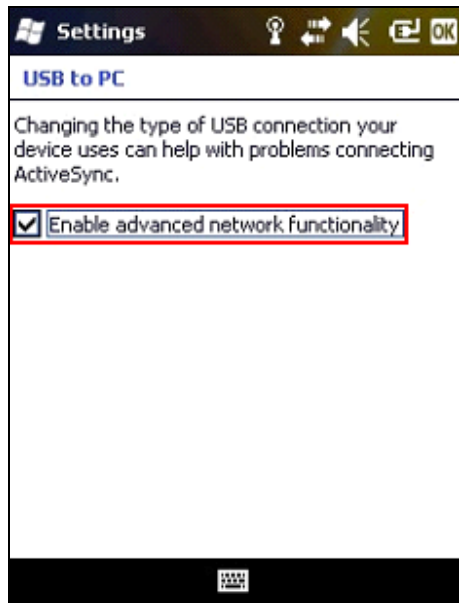 Settings
OK
USB to PC
Changing the type of USB connection your
device uses can help with problems connecting
ActiveSync.
Enable advanced network functionality